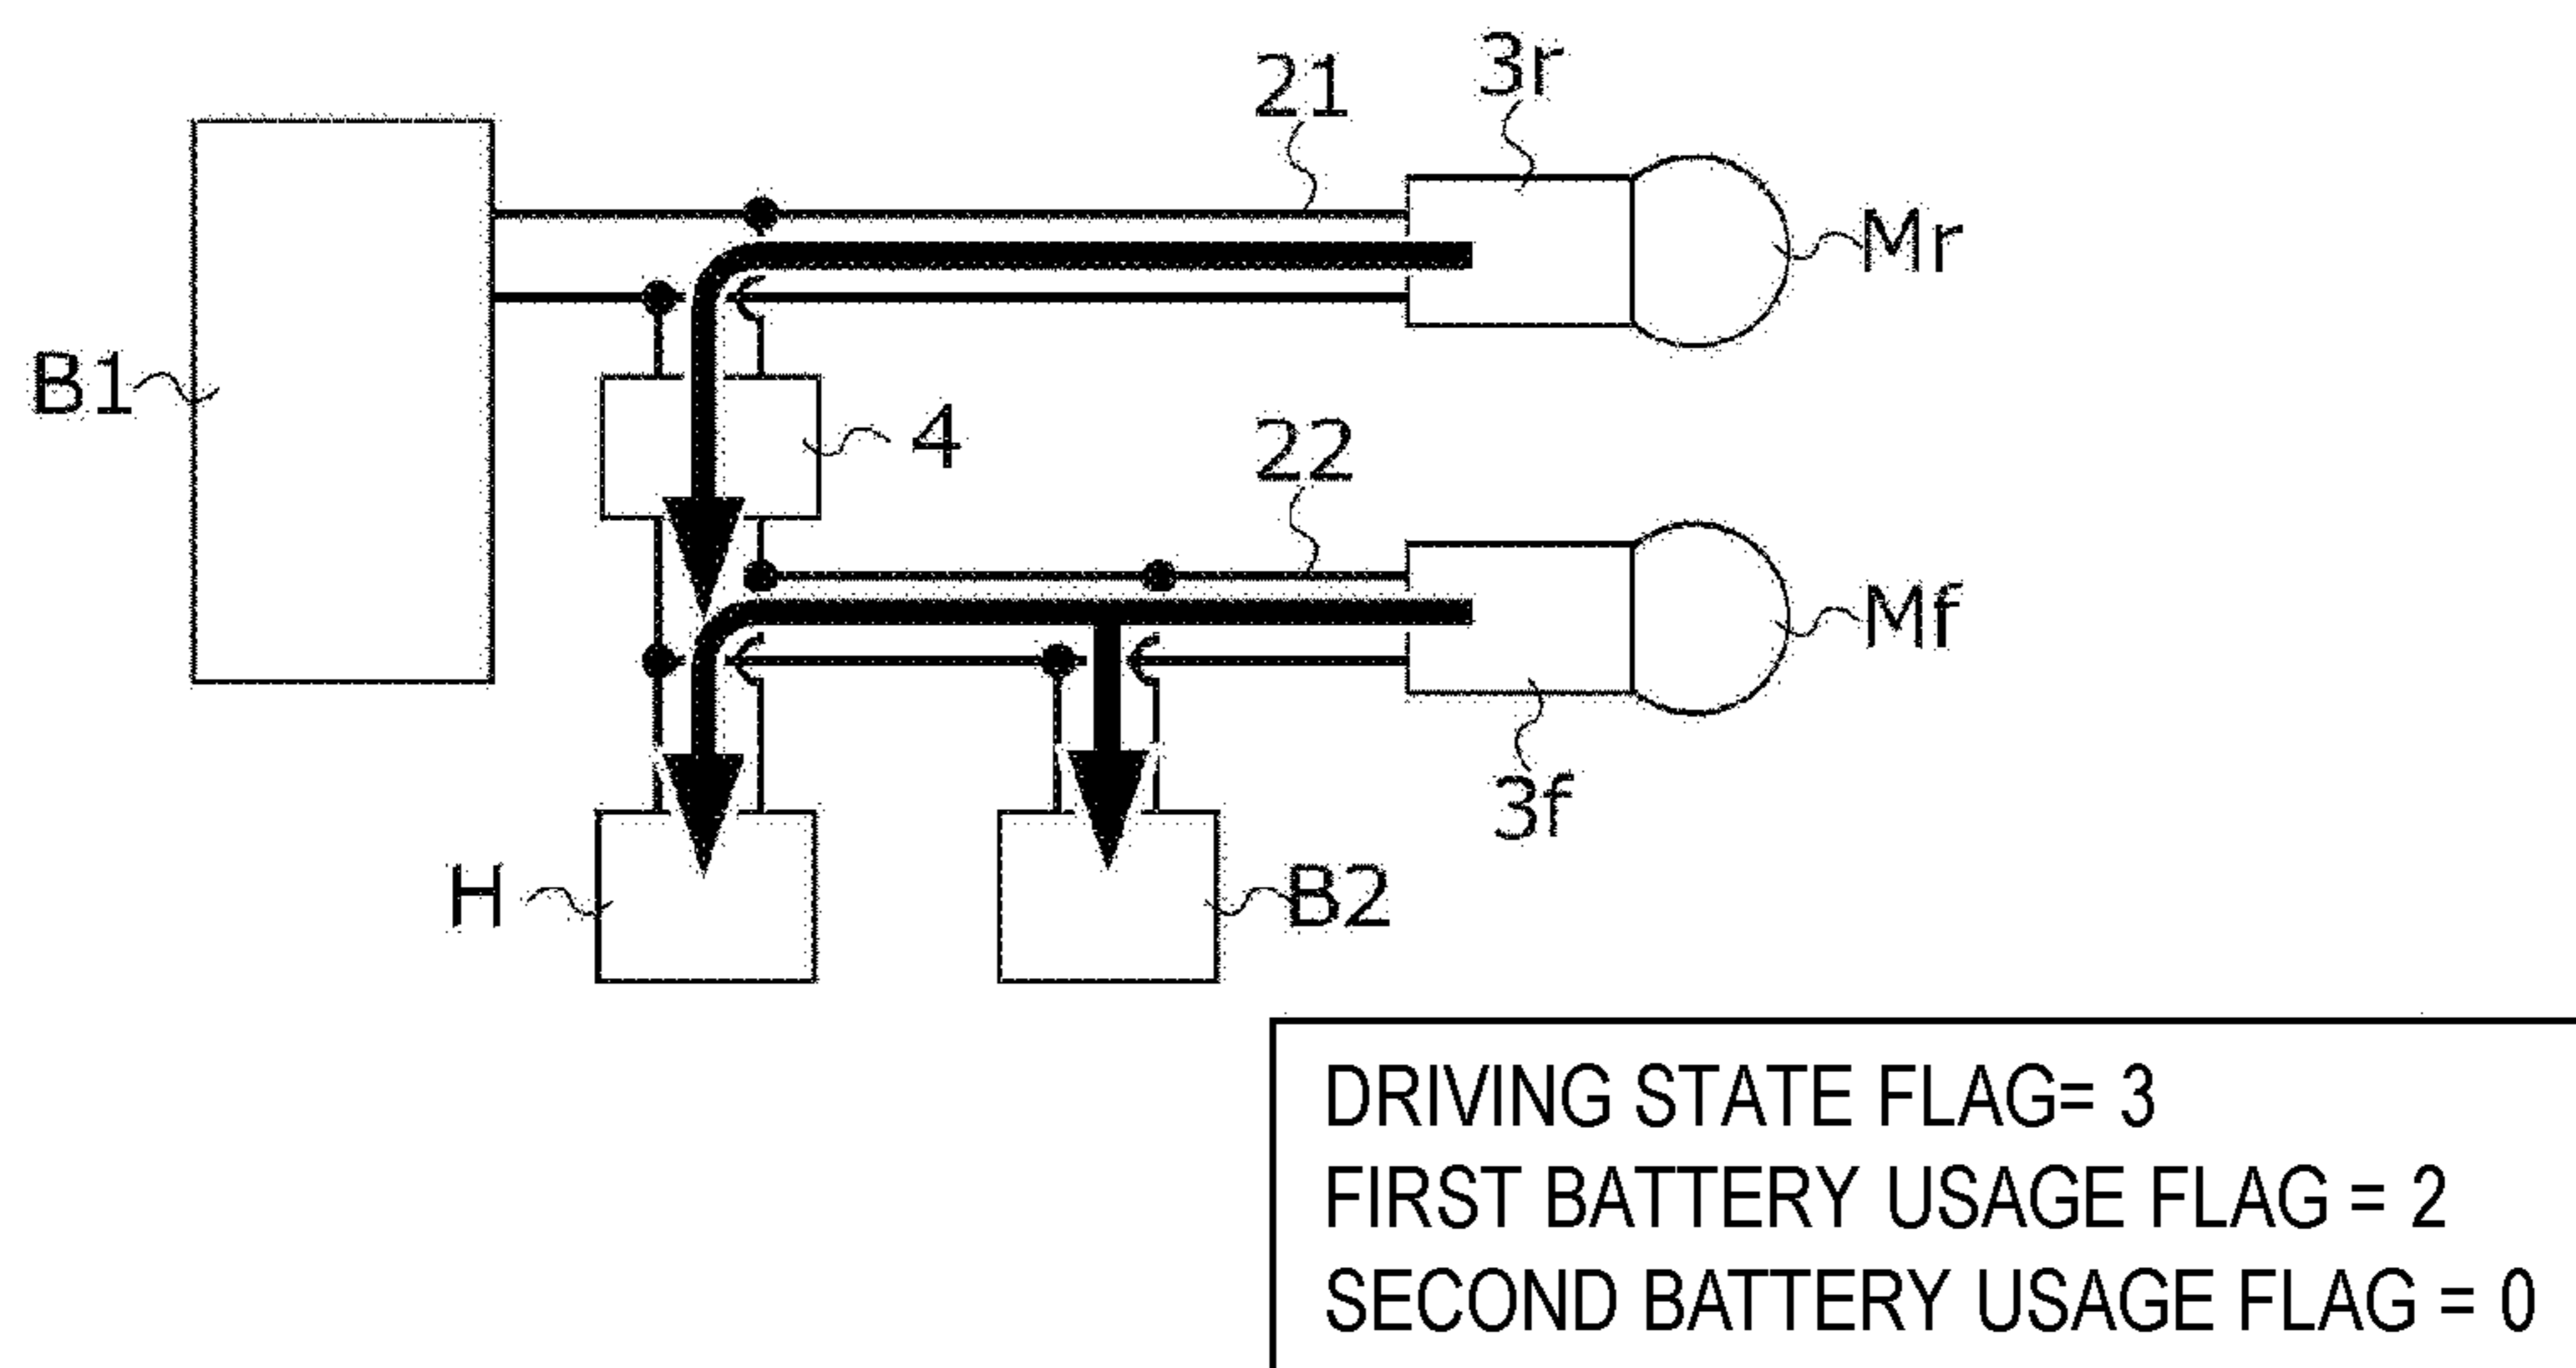 21
3r
Mr
B1
4
22
Mf
3f
H
B2
DRIVING STATE FLAG= 3
FIRST BATTERY USAGE FLAG = 2
SECOND BATTERY USAGE FLAG = 0